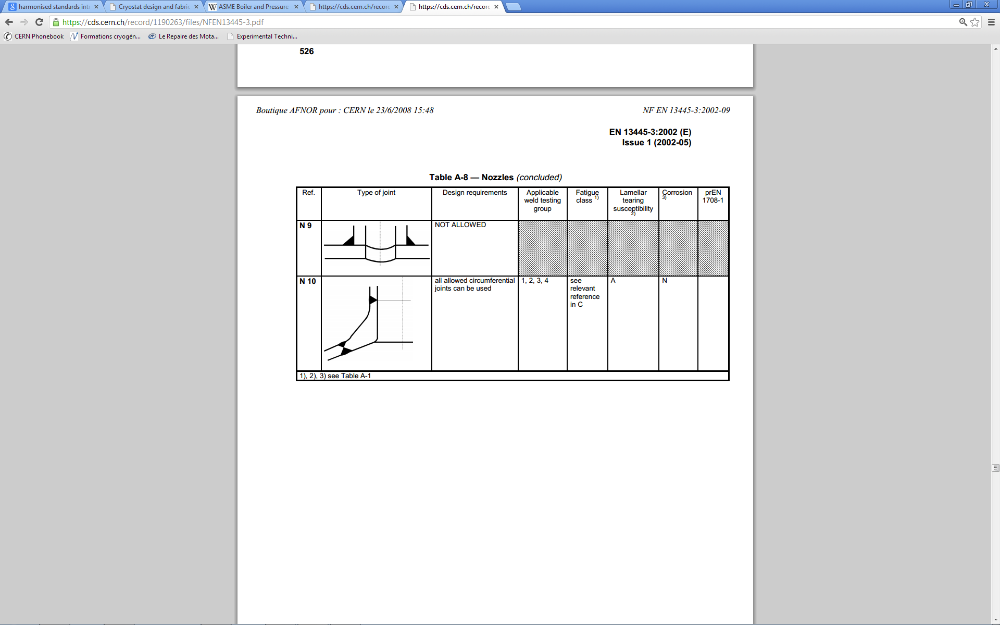 harmonised standards int
Cryostat design and fabric
W ASME Boiler and Pressure
https://cds.cern.ch/record
https://cds.cern.ch/record
https://cds.cern.ch/record/1190263/files/NFEN13445-3.pdf
CERN Phonebook
Formations cryogén...
Le Repaire des Mota...
Experimental Techni...
526
Boutique AFNOR pour : CERN le 23/6/2008 15:48
NF EN 13445-3:2002-09
EN 13445-3:2002 (E)
Issue 1 (2002-05)
Table A-8 — Nozzles (concluded)
Ref.
Type of joint
Design requirements
Applicable
weld testing
group
Fatigue
class 1)
Lamellar
tearing
susceptibility
2)
Corrosion
3)
prEN
1708-1
N 9
NOT ALLOWED
N 10
all allowed circumferential
joints can be used
1, 2, 3, 4
see
relevant
reference
in C
A
N
1), 2), 3) see Table A-1